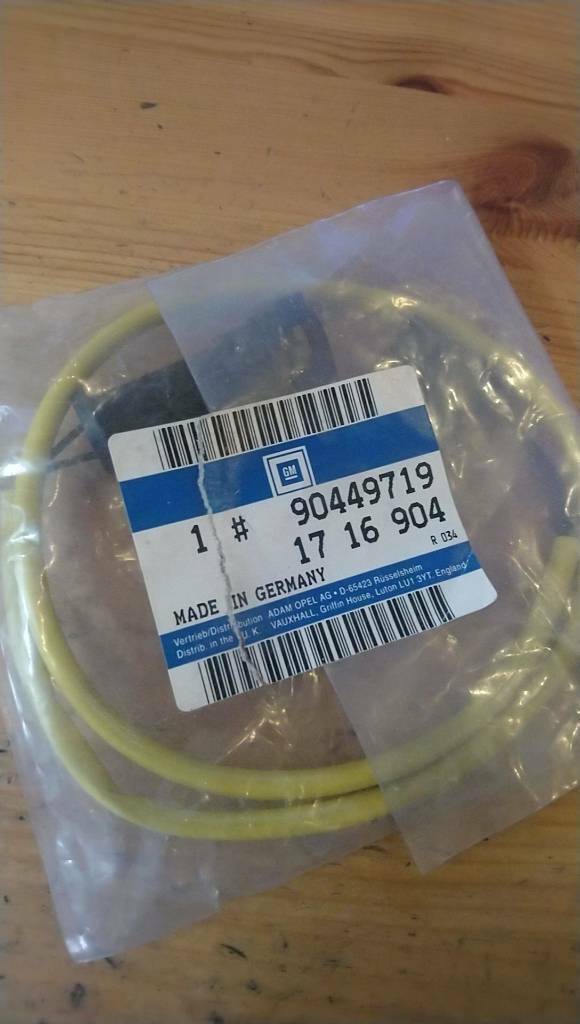 GM
1 # 90449719
17 16 904
R 034
MADE IN GERMANY
Vertrieb/Distribution ADAM OPEL AG • D-65423 Rüsselsheim
Distrib. in the U. K. VAUXHALL, Griffin House, Luton LU1 3YT. England